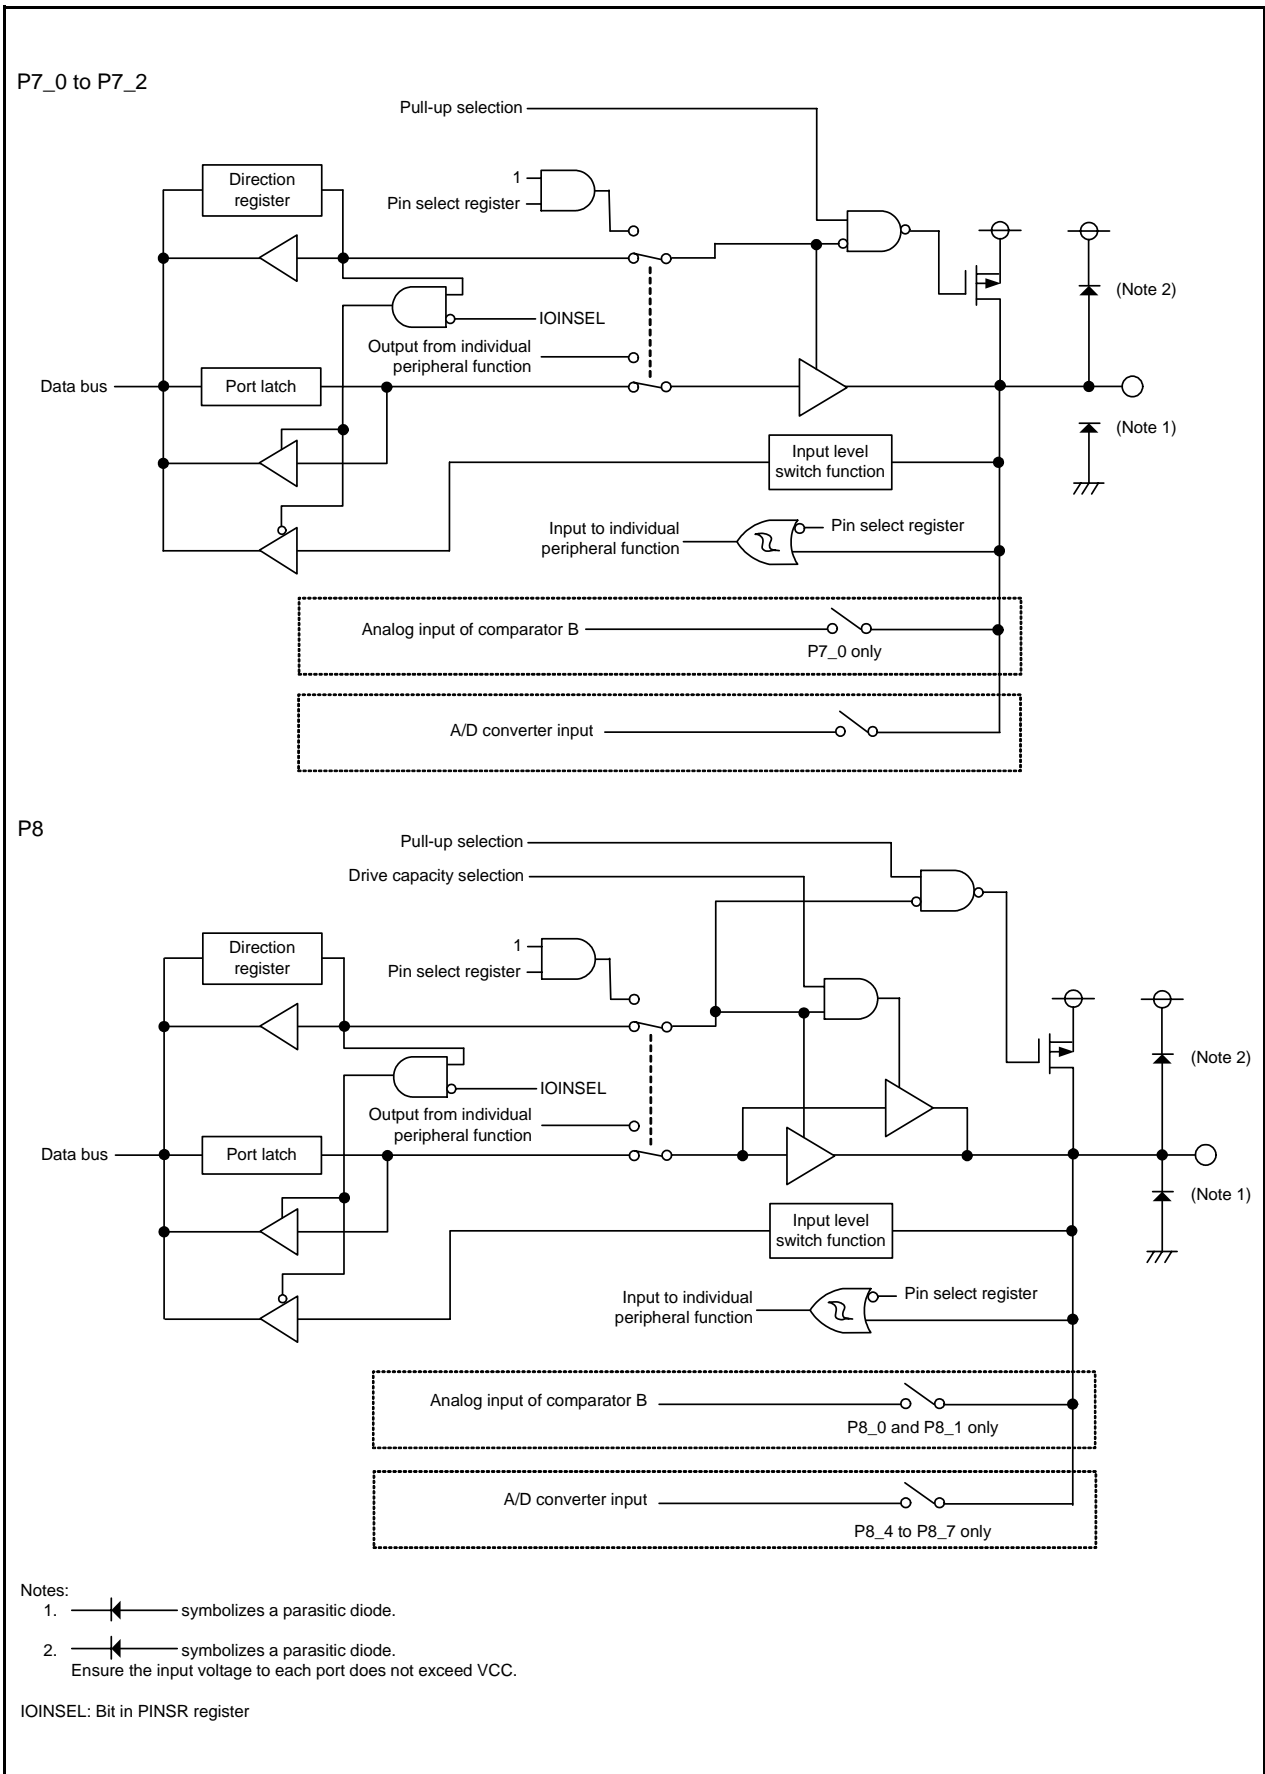 P7_0 to P7_2
Pull-up selection
Direction
register
1
Pin select register
(Note 2)
IOINSEL
Output from individual
peripheral function
Data bus
Port latch
(Note 1)
Input level
switch function
Input to individual
peripheral function
Pin select register
Analog input of comparator B
P7_0 only
A/D converter input
P8
Pull-up selection
Drive capacity selection
Direction
register
1
Pin select register
(Note 2)
IOINSEL
Output from individual
peripheral function
Data bus
Port latch
(Note 1)
Input level
switch function
Input to individual
peripheral function
Pin select register
Analog input of comparator B
P8_0 and P8_1 only
A/D converter input
P8_4 to P8_7 only
Notes:
1. symbolizes a parasitic diode.
2. symbolizes a parasitic diode.
Ensure the input voltage to each port does not exceed VCC.
IOINSEL: Bit in PINSR register